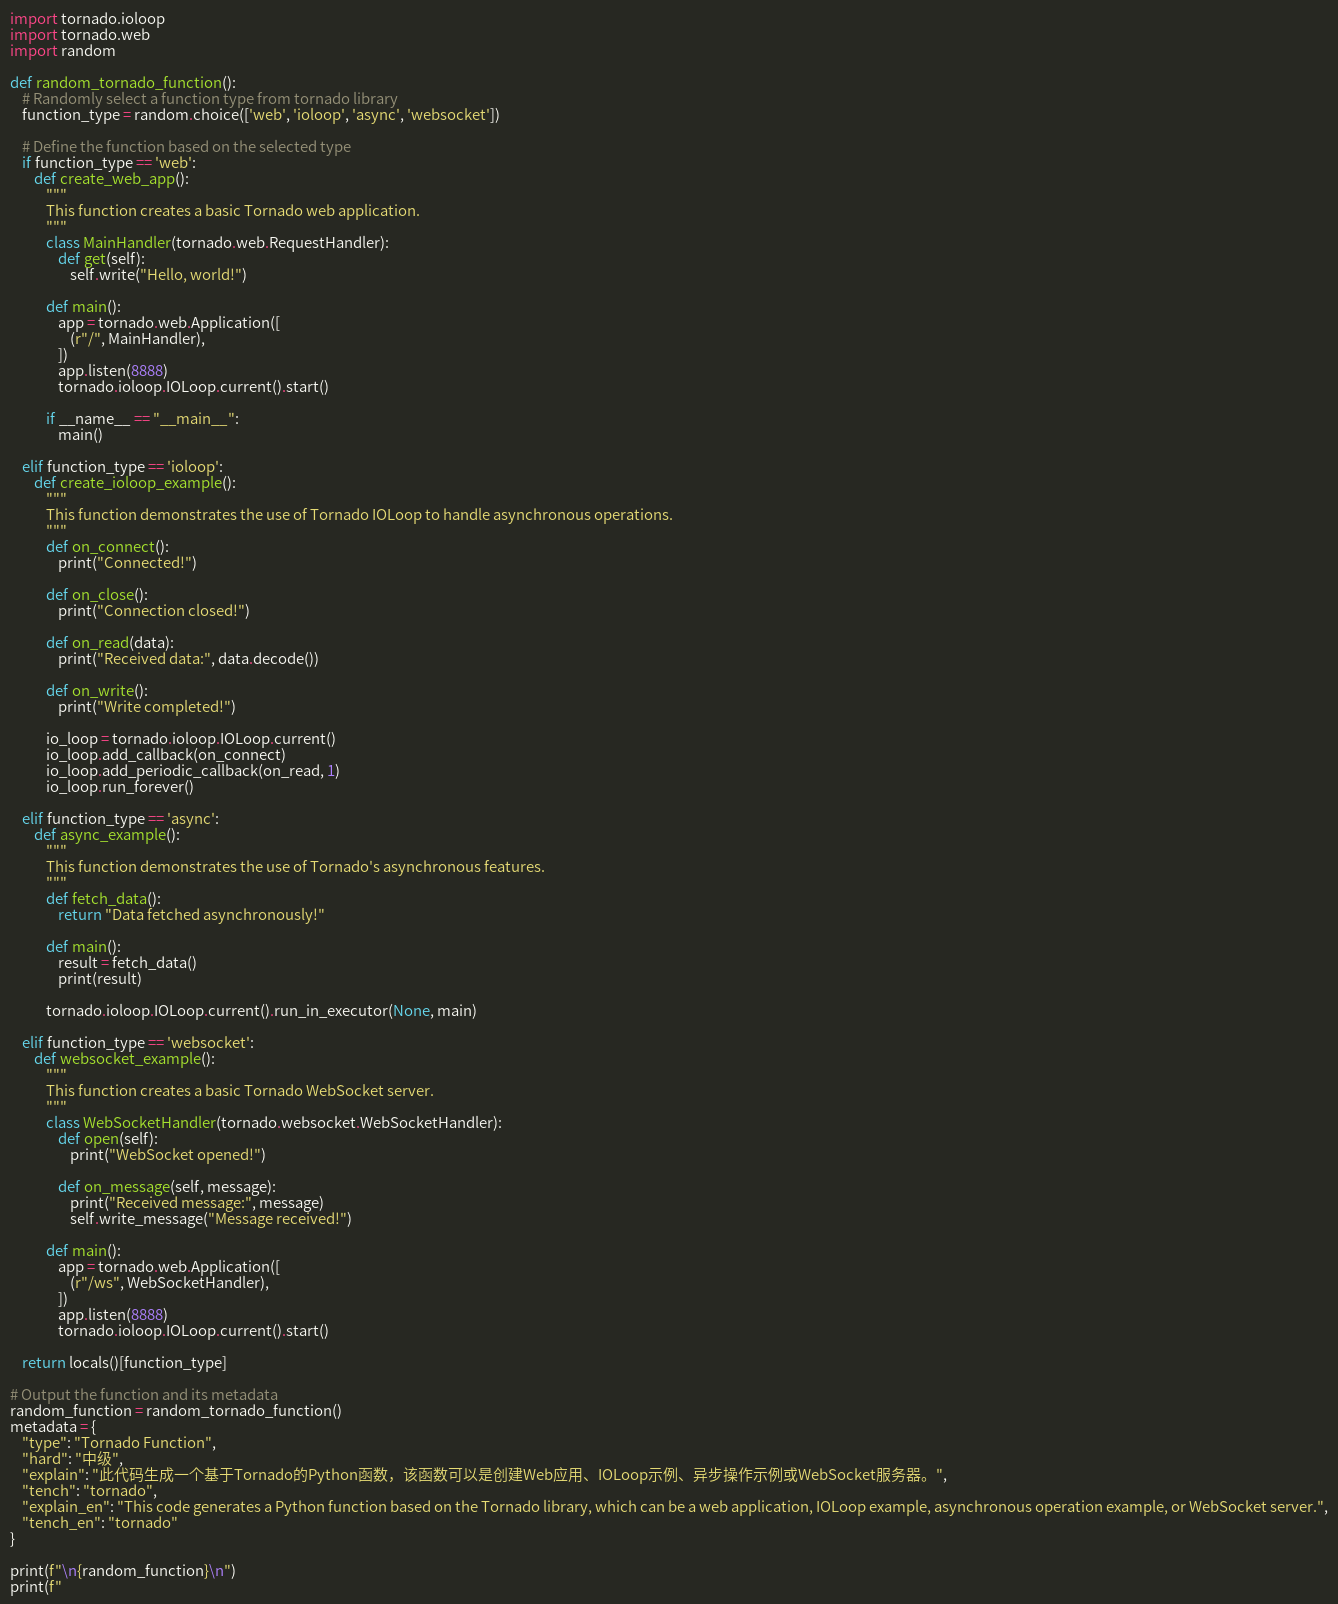 import tornado.ioloop
import tornado.web
import random

def random_tornado_function():
    # Randomly select a function type from tornado library
    function_type = random.choice(['web', 'ioloop', 'async', 'websocket'])

    # Define the function based on the selected type
    if function_type == 'web':
        def create_web_app():
            """
            This function creates a basic Tornado web application.
            """
            class MainHandler(tornado.web.RequestHandler):
                def get(self):
                    self.write("Hello, world!")

            def main():
                app = tornado.web.Application([
                    (r"/", MainHandler),
                ])
                app.listen(8888)
                tornado.ioloop.IOLoop.current().start()

            if __name__ == "__main__":
                main()

    elif function_type == 'ioloop':
        def create_ioloop_example():
            """
            This function demonstrates the use of Tornado IOLoop to handle asynchronous operations.
            """
            def on_connect():
                print("Connected!")

            def on_close():
                print("Connection closed!")

            def on_read(data):
                print("Received data:", data.decode())

            def on_write():
                print("Write completed!")

            io_loop = tornado.ioloop.IOLoop.current()
            io_loop.add_callback(on_connect)
            io_loop.add_periodic_callback(on_read, 1)
            io_loop.run_forever()

    elif function_type == 'async':
        def async_example():
            """
            This function demonstrates the use of Tornado's asynchronous features.
            """
            def fetch_data():
                return "Data fetched asynchronously!"

            def main():
                result = fetch_data()
                print(result)

            tornado.ioloop.IOLoop.current().run_in_executor(None, main)

    elif function_type == 'websocket':
        def websocket_example():
            """
            This function creates a basic Tornado WebSocket server.
            """
            class WebSocketHandler(tornado.websocket.WebSocketHandler):
                def open(self):
                    print("WebSocket opened!")

                def on_message(self, message):
                    print("Received message:", message)
                    self.write_message("Message received!")

            def main():
                app = tornado.web.Application([
                    (r"/ws", WebSocketHandler),
                ])
                app.listen(8888)
                tornado.ioloop.IOLoop.current().start()

    return locals()[function_type]

# Output the function and its metadata
random_function = random_tornado_function()
metadata = {
    "type": "Tornado Function",
    "hard": "中级",
    "explain": "此代码生成一个基于Tornado的Python函数，该函数可以是创建Web应用、IOLoop示例、异步操作示例或WebSocket服务器。",
    "tench": "tornado",
    "explain_en": "This code generates a Python function based on the Tornado library, which can be a web application, IOLoop example, asynchronous operation example, or WebSocket server.",
    "tench_en": "tornado"
}

print(f"\n{random_function}\n")
print(f"